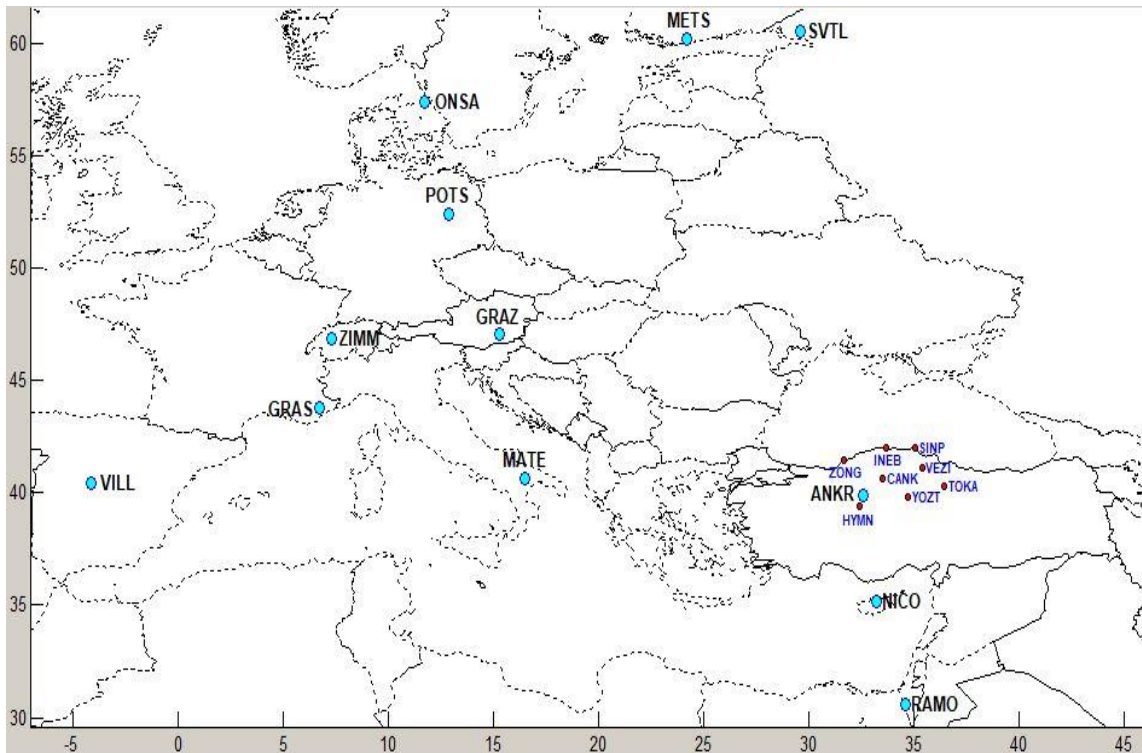 METS
SVTL
60
ONSA
55
POTS
50
GRAZ
ZIMM
45
GRAS
SINP
INEB
ZONG
MATE
VEZI
VILL
CANK
TOKA
40
ANKR
YOZT
HYMN
35
NICO
RAMO
30
-5 0 5 10 15 20 25 30 35 40 45